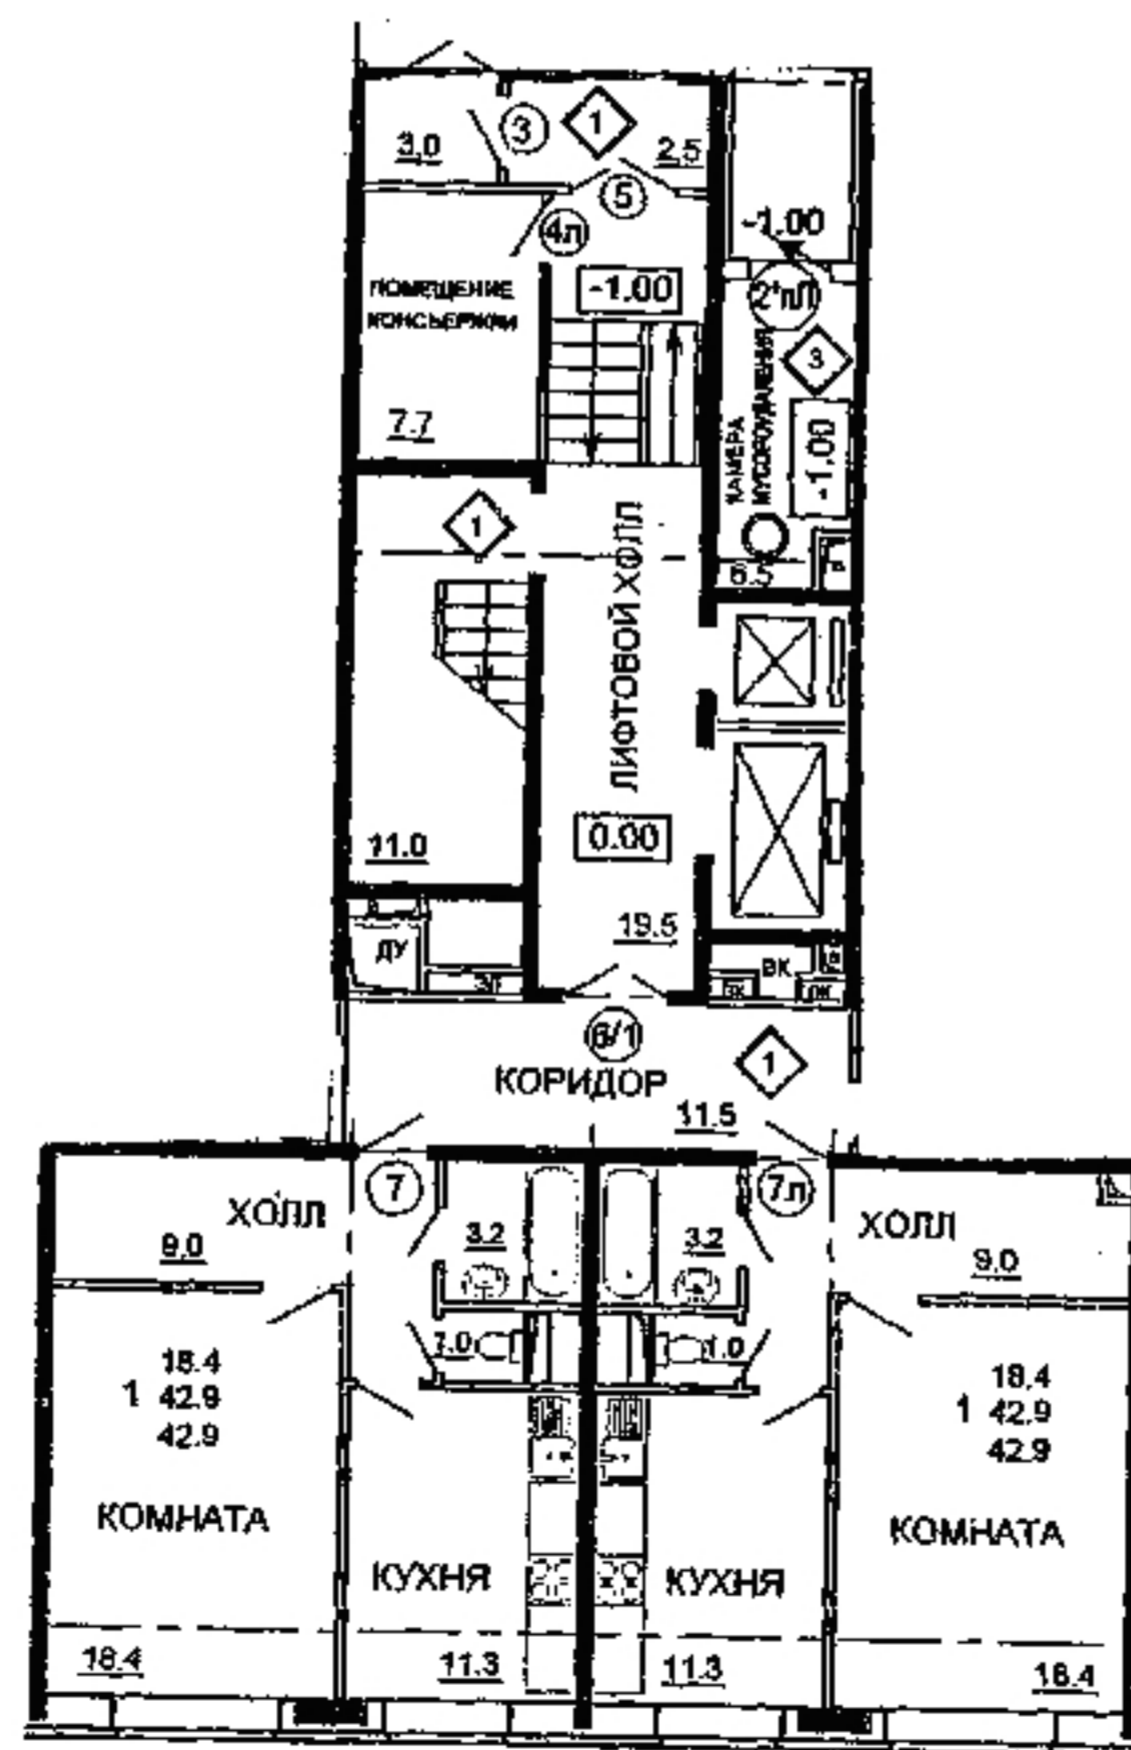 3
1
3,0
2,5
5
4л
-1.00
-1.00
ПОМЕЩЕНИЕ
КОНСЬЕРЖКИ
2*пЛ
3
7.7
КАМЕРА
МУСОРОУДАЛЕНИЯ
-1.00
1
ЛИФТОВОЙ ХОЛЛ
6.5
11.0
0.00
19.5
ДУ
ВК
6/1
1
КОРИДОР
11.5
7
7л
ХОЛЛ
9,0
3.2
3.2
ХОЛЛ
9,0
1.0
1.0
18.4
1 42.9
42.9
18.4
1 42.9
42.9
КОМНАТА
КУХНЯ
КУХНЯ
КОМНАТА
18.4
11.3
11.3
18.4